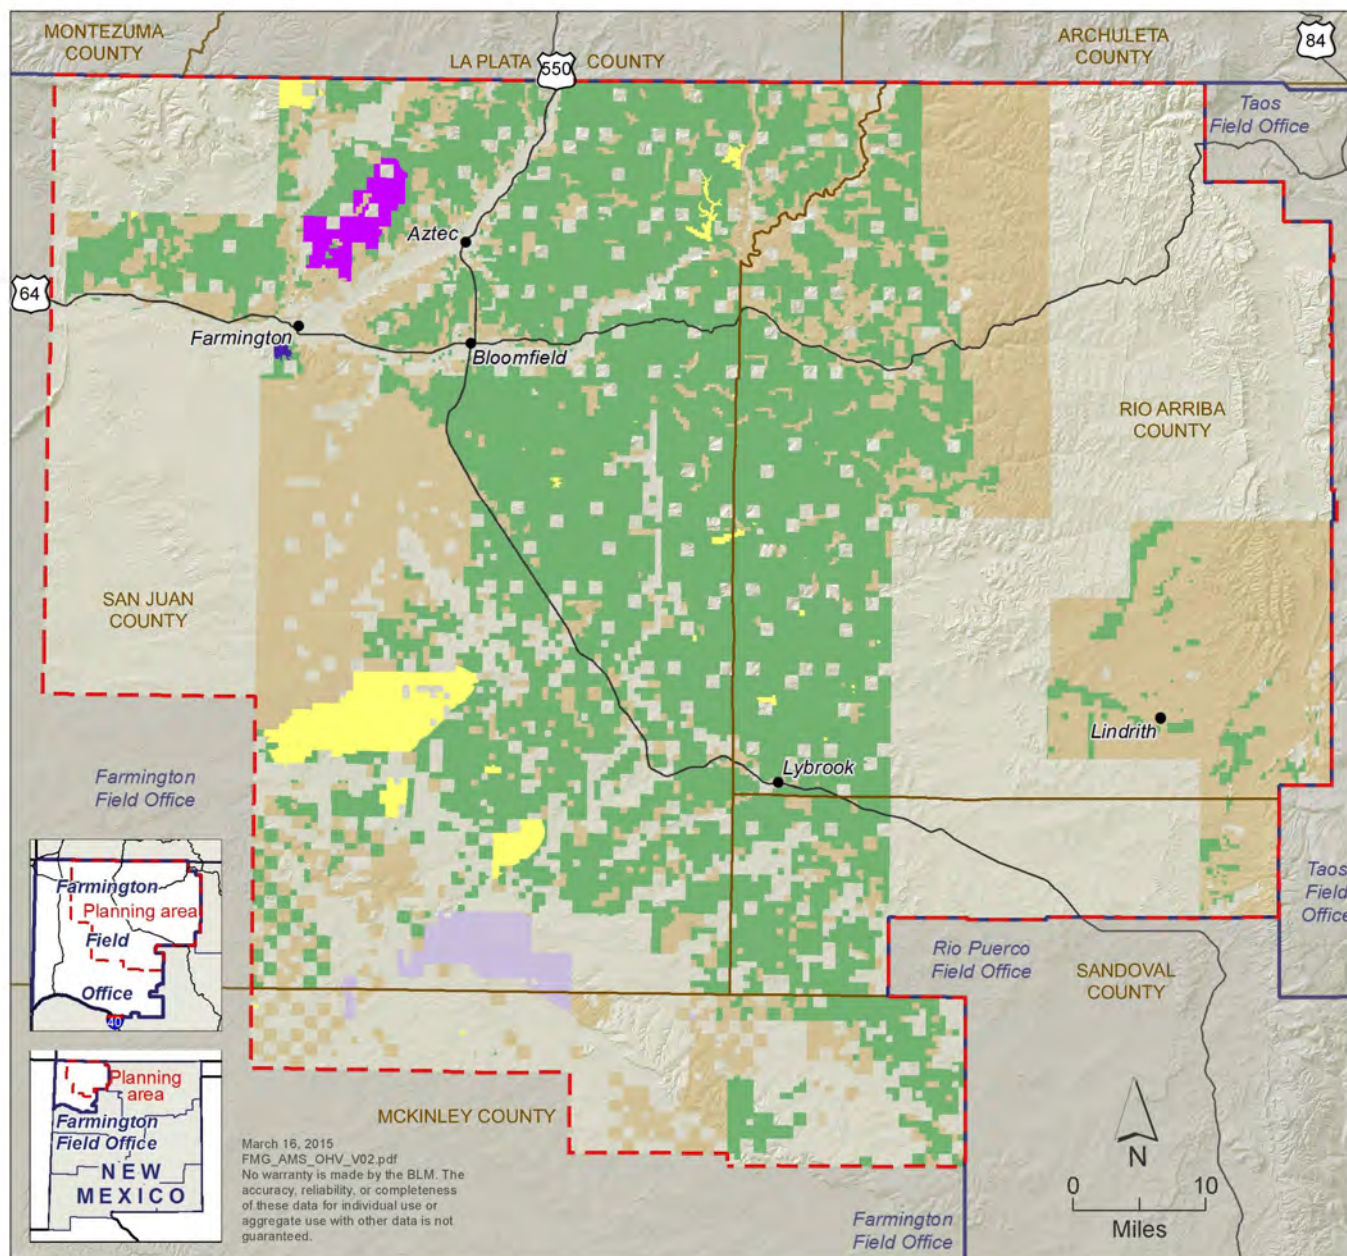 MONTEZUMA
COUNTY
LA PLATA
550
COUNTY
ARCHULETA
COUNTY
84
Taos
Field Office
Aztec
64
Farmington
Bloomfield
RIO ARRIBA
COUNTY
SAN JUAN
COUNTY
Lindrith
Lybrook
Farmington
Field Office
Taos
Field
Office
Farmington
Planning area
Field
Office
40
Rio Puerco
Field Office
SANDOVAL
COUNTY
Planning
area
Farmington
Field Office
NEW
MEXICO
MCKINLEY COUNTY
March 16, 2015
FMG_AMS_OHV_V02.pdf
No warranty is made by the BLM. The
accuracy, reliability, or completeness
of these data for individual use or
aggregate use with other data is not
guaranteed.
N
0 10
Miles
Farmington
Field Office